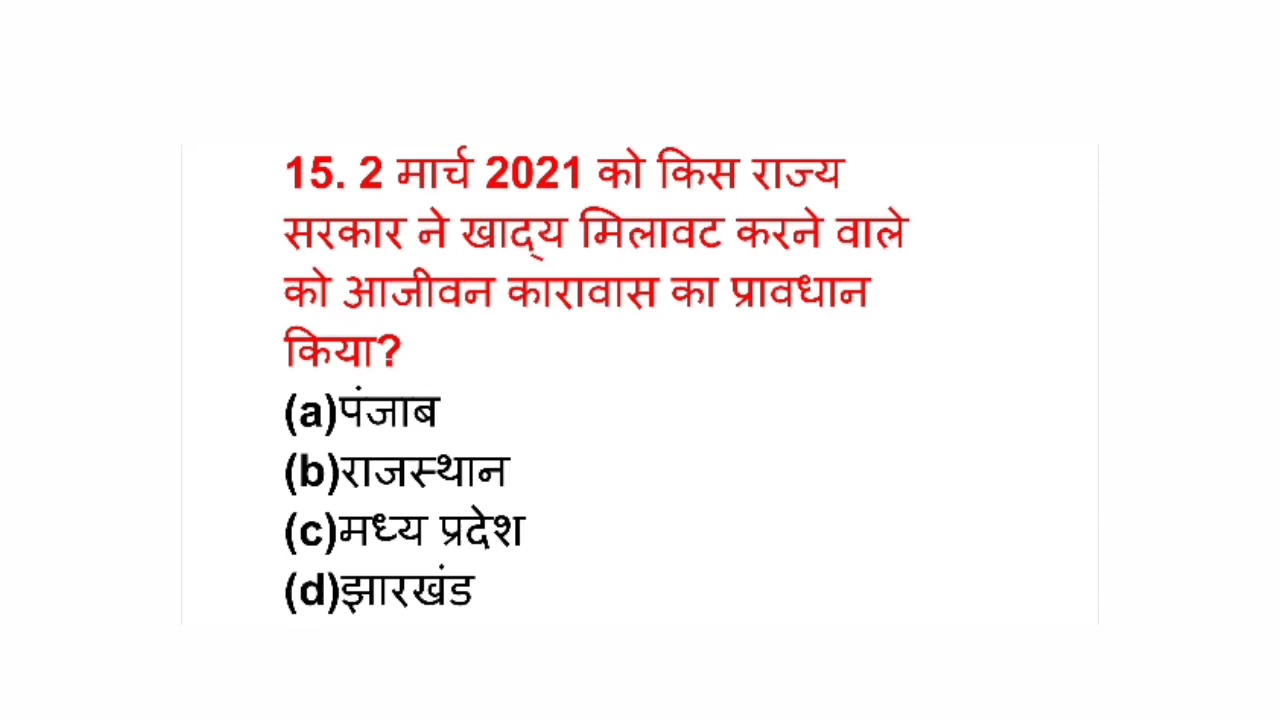 15. 2 मार्च 2021 को किस राज्य
सरकार ने खाद्य मिलावट करने वाले
को आजीवन कारावास का प्रावधान
किया?
(a)पंजाब
(b)राजस्थान
(c)मध्य प्रदेश
(d)झारखंड